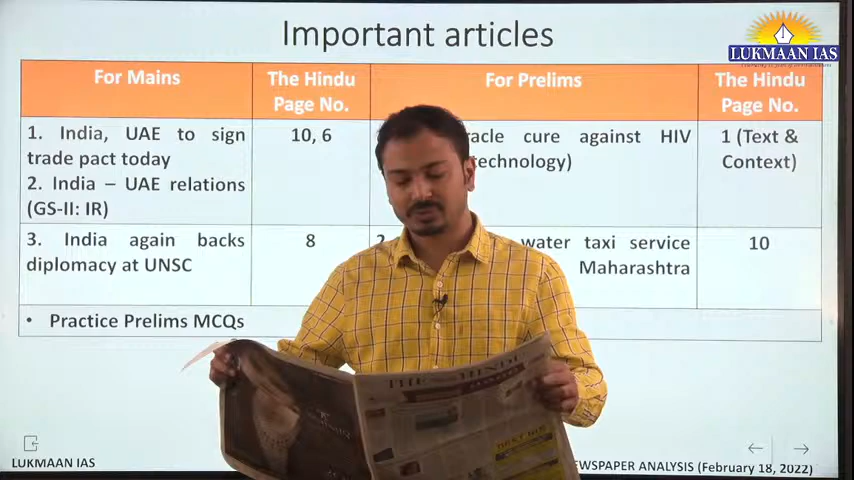 Important articles
LUKMAAN IAS
For Mains
The Hindu
Page No.
For Prelims
The Hindu
Page No.
1. India, UAE to sign
trade pact today
2. India – UAE relations
(GS-II: IR)
10, 6
cure against HIV
technology)
1 (Text &
Context)
3. India again backs
diplomacy at UNSC
8
2.
water taxi service
Maharashtra
10
• Practice Prelims MCQs
THE HINDU
LUKMAAN IAS
ANALYSIS (February 18, 2022)